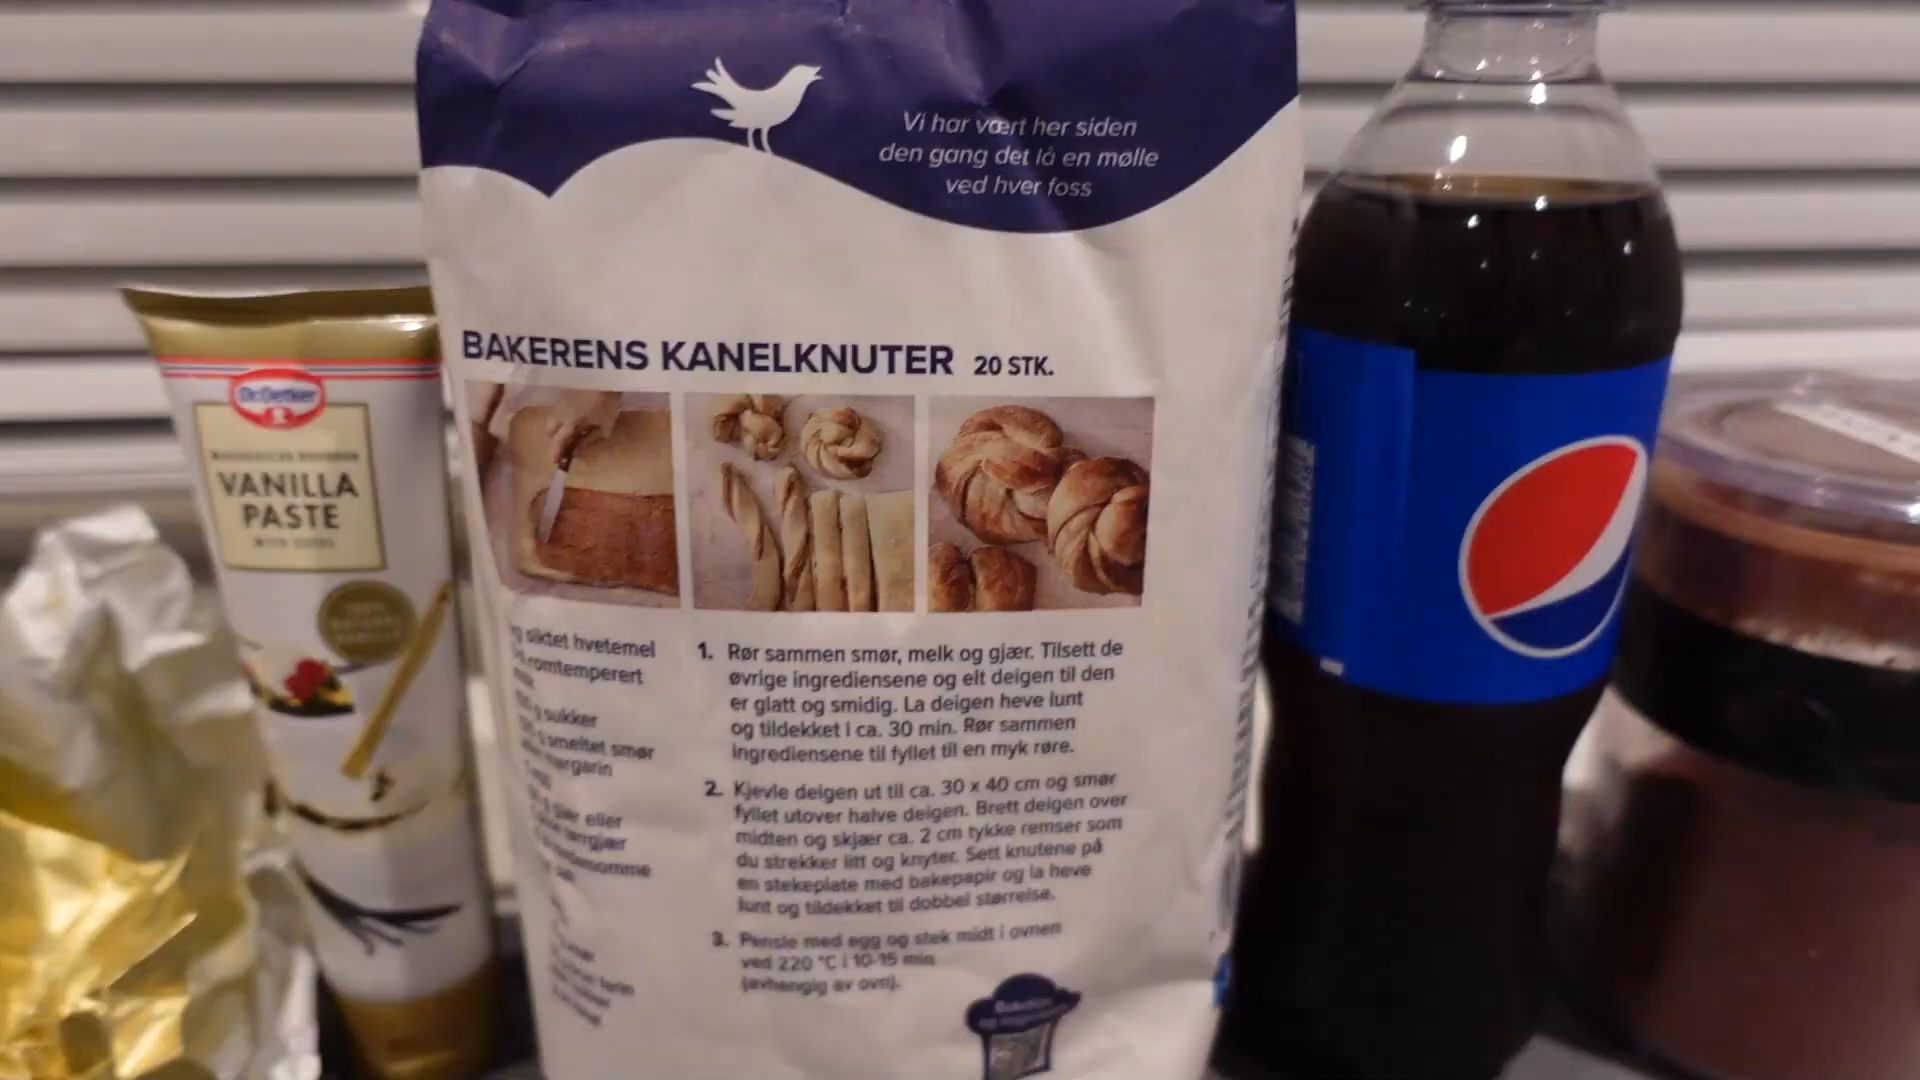 Vi har vært her siden
den gang det lå en mølle
ved hver foss
BAKERENS KANELKNUTER 20 STK.
Dr.Oetker
VANILLA
PASTE
siktet hvetemel
romtemperert
sukker
smeltet smør
margarin
eller
1. Rør sammen smør, melk og gjær. Tilsett de
øvrige ingrediensene og elt deigen til den
er glatt og smidig. La deigen heve lunt
og tildekket i ca. 30 min. Rør sammen
ingrediensene til fyllet til en myk røre.
2. Kjevle deigen ut til ca. 30 x 40 cm og smør
fyllet utover halve deigen. Brett deigen over
midten og skjær ca. 2 cm tykke remser som
du strekker litt og knyter. Sett knutene på
en stekeplate med bakepapir og la heve
lunt og tildekket til dobbel størrelse.
3. Pensle med egg og stek midt i ovnen
ved 220 °C i 10-15 min
(avhengig av ovn).